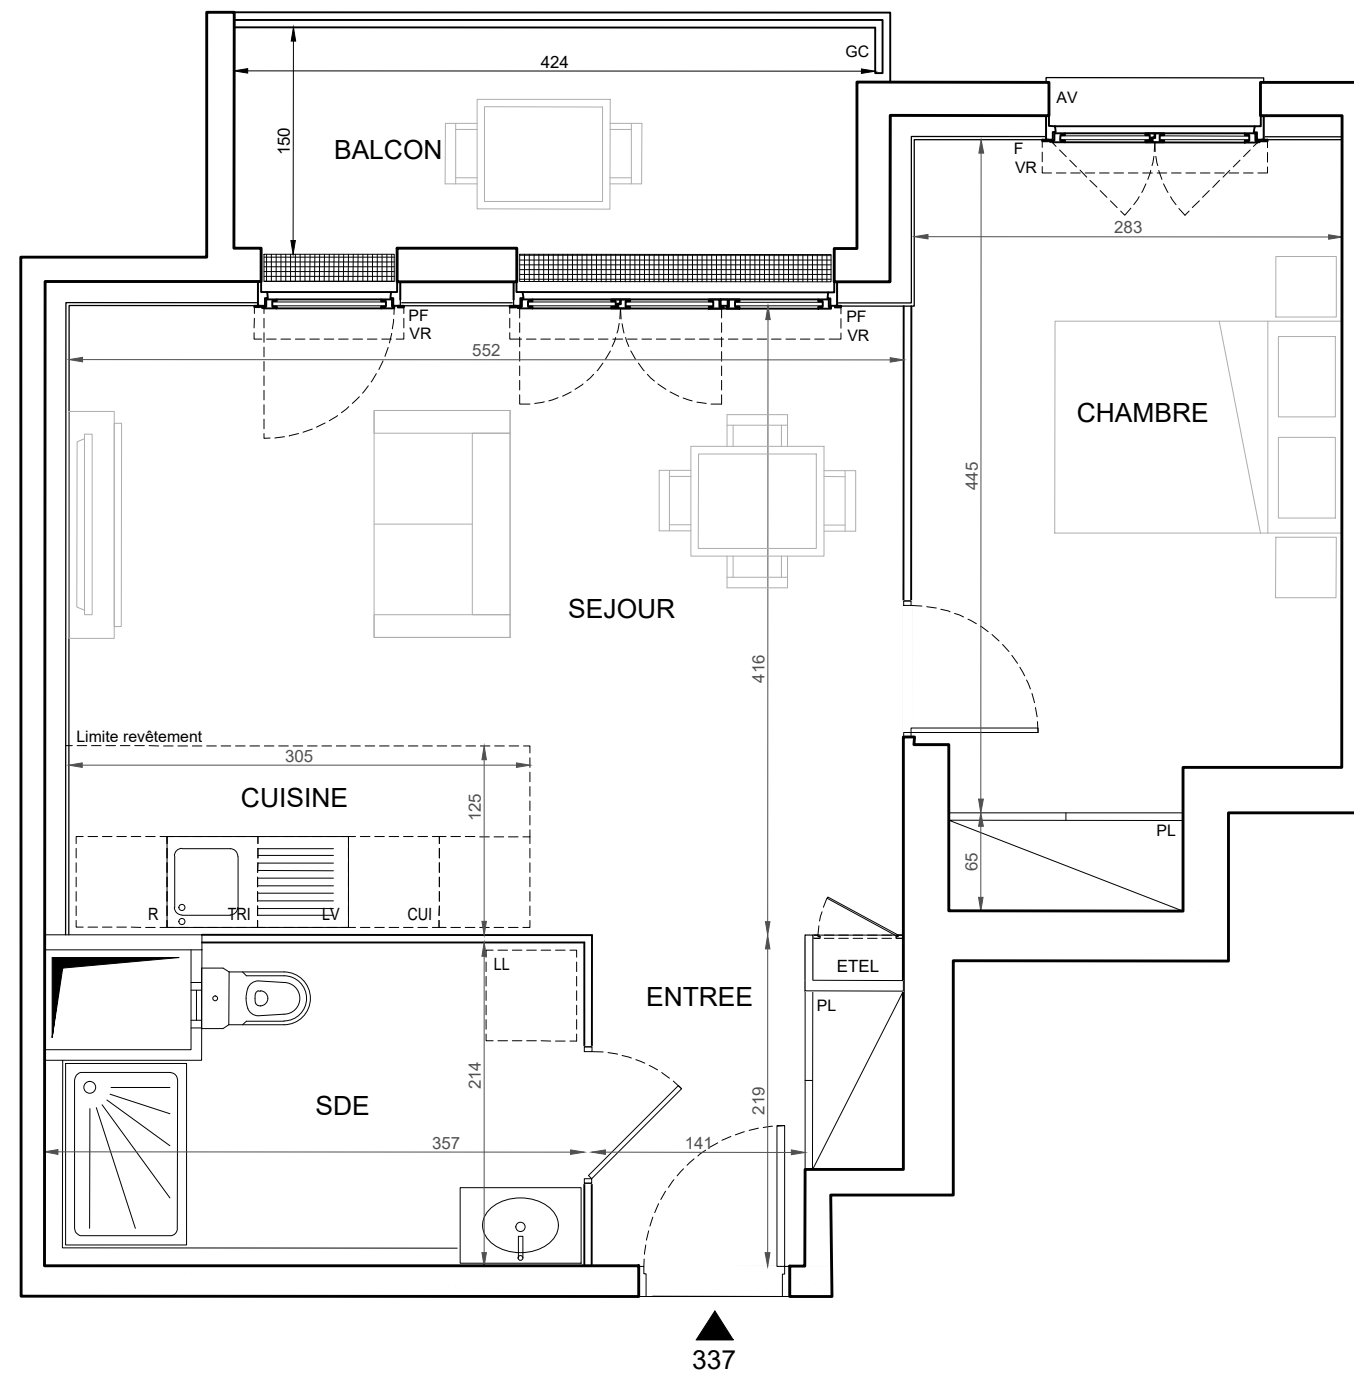 GC
424
150
BALCON
AV
F
VR
283
PF
VR
PF
VR
552
CHAMBRE
445
SEJOUR
416
Limite revêtement
305
CUISINE
125
PL
65
R
TRI
LV
CUI
LL
ETEL
ENTREE
PL
214
SDE
219
357
141
337